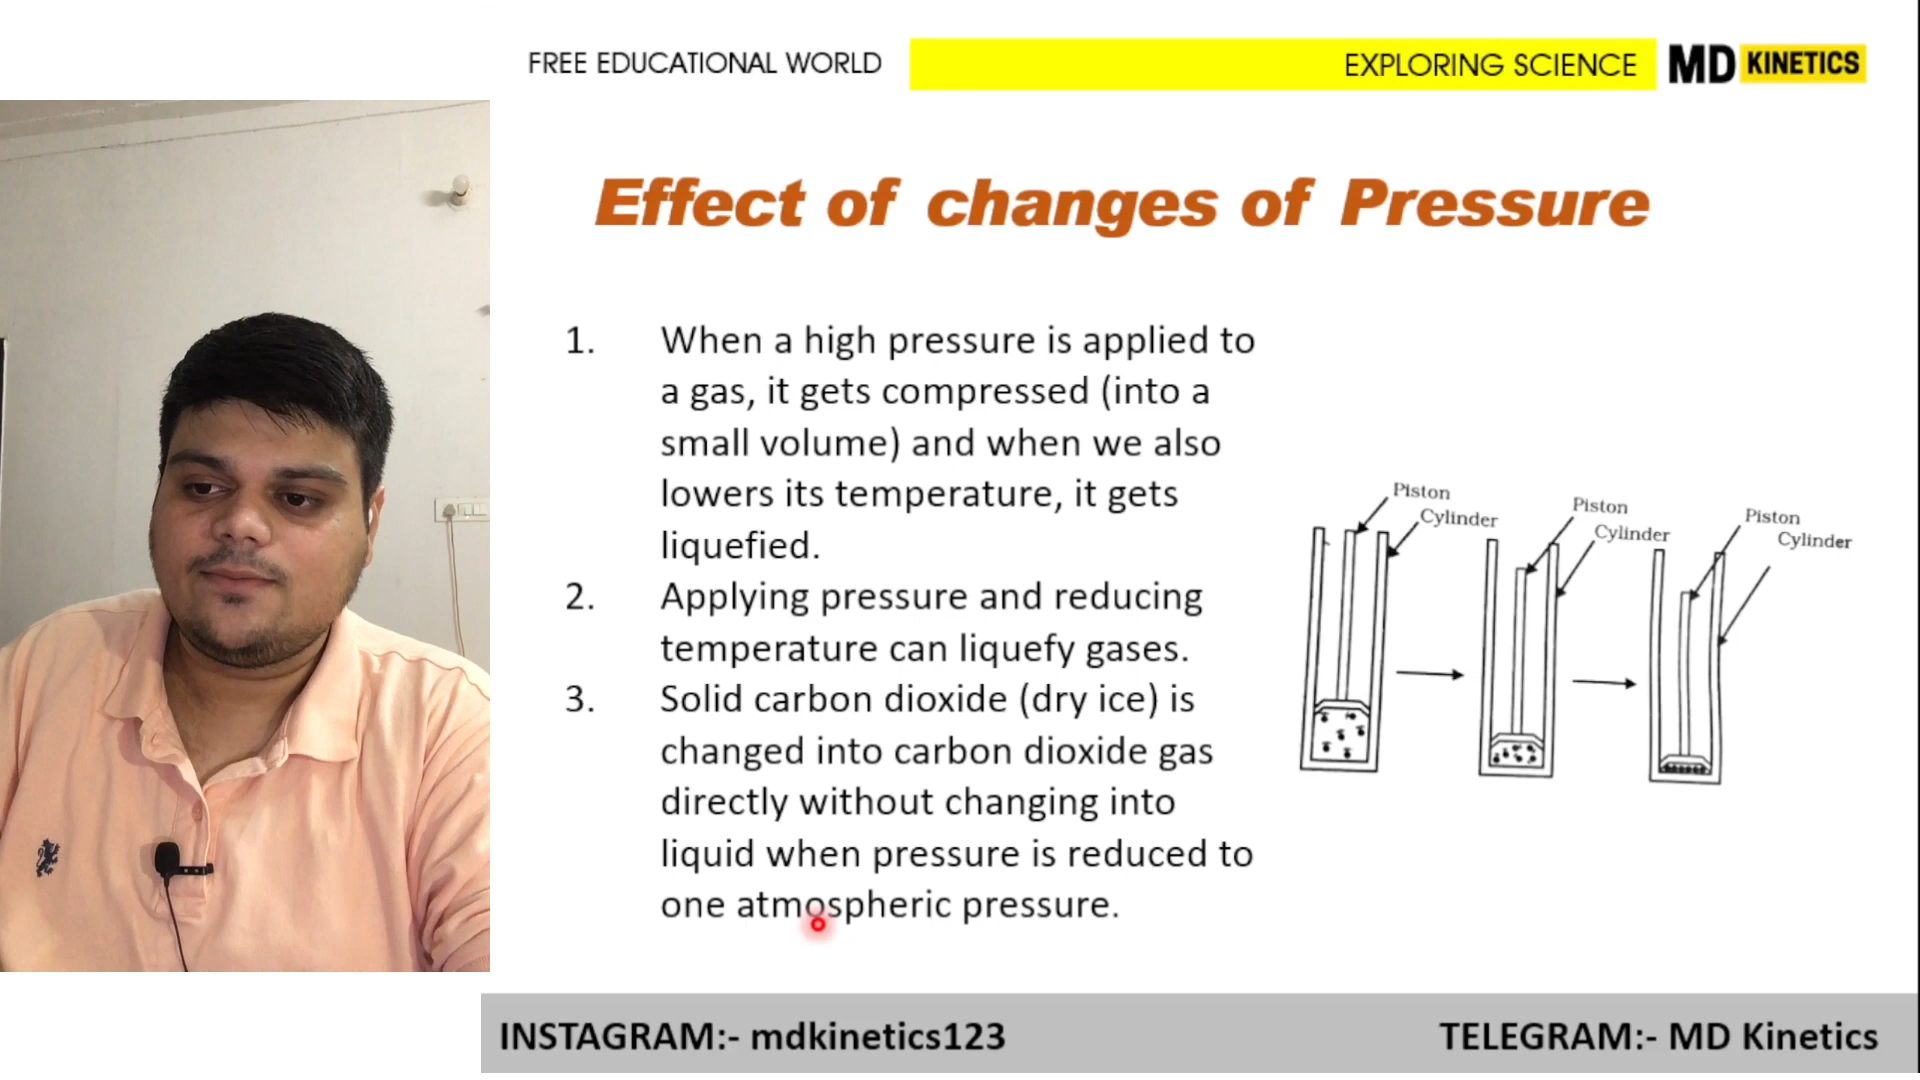 FREE EDUCATIONAL WORLD
EXPLORING SCIENCE
MD KINETICS
Effect of changes of Pressure
1. When a high pressure is applied to
a gas, it gets compressed (into a
small volume) and when we also
lowers its temperature, it gets
liquefied.
2. Applying pressure and reducing
temperature can liquefy gases.
3. Solid carbon dioxide (dry ice) is
changed into carbon dioxide gas
directly without changing into
liquid when pressure is reduced to
one atmospheric pressure.
Piston
Cylinder
Piston
Cylinder
Piston
Cylinder
INSTAGRAM:- mdkinetics123
TELEGRAM:- MD Kinetics